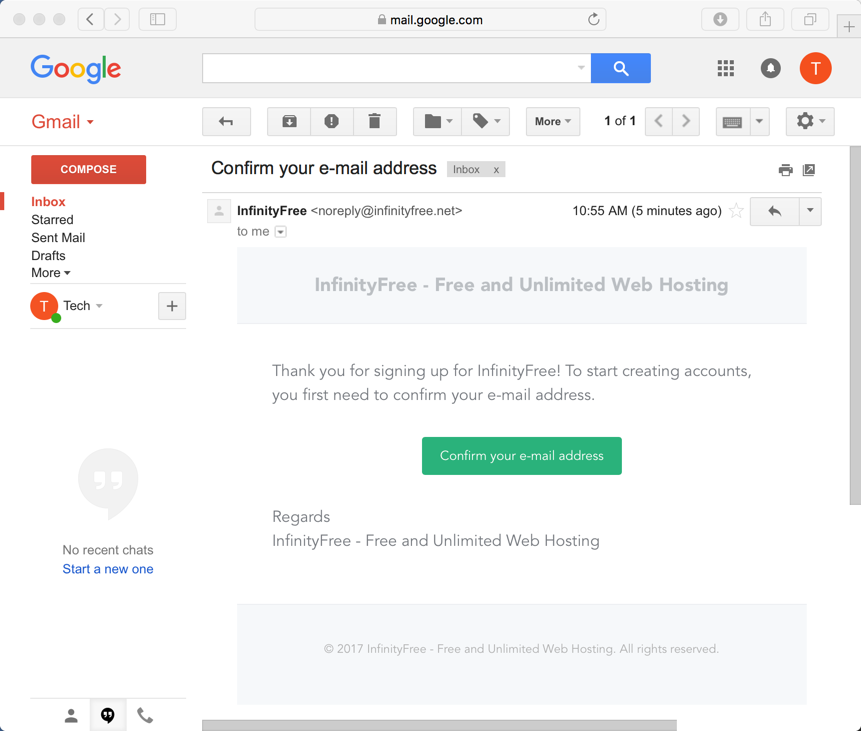 mail.google.com
Google
T
Gmail
More
1 of 1
COMPOSE
Confirm your e-mail address
Inbox x
Inbox
Starred
Sent Mail
Drafts
More
InfinityFree <noreply@infinityfree.net>
10:55 AM (5 minutes ago)
to me
T
Tech
InfinityFree - Free and Unlimited Web Hosting
Thank you for signing up for InfinityFree! To start creating accounts,
you first need to confirm your e-mail address.
Confirm your e-mail address
Regards
InfinityFree - Free and Unlimited Web Hosting
No recent chats
Start a new one
© 2017 InfinityFree - Free and Unlimited Web Hosting. All rights reserved.